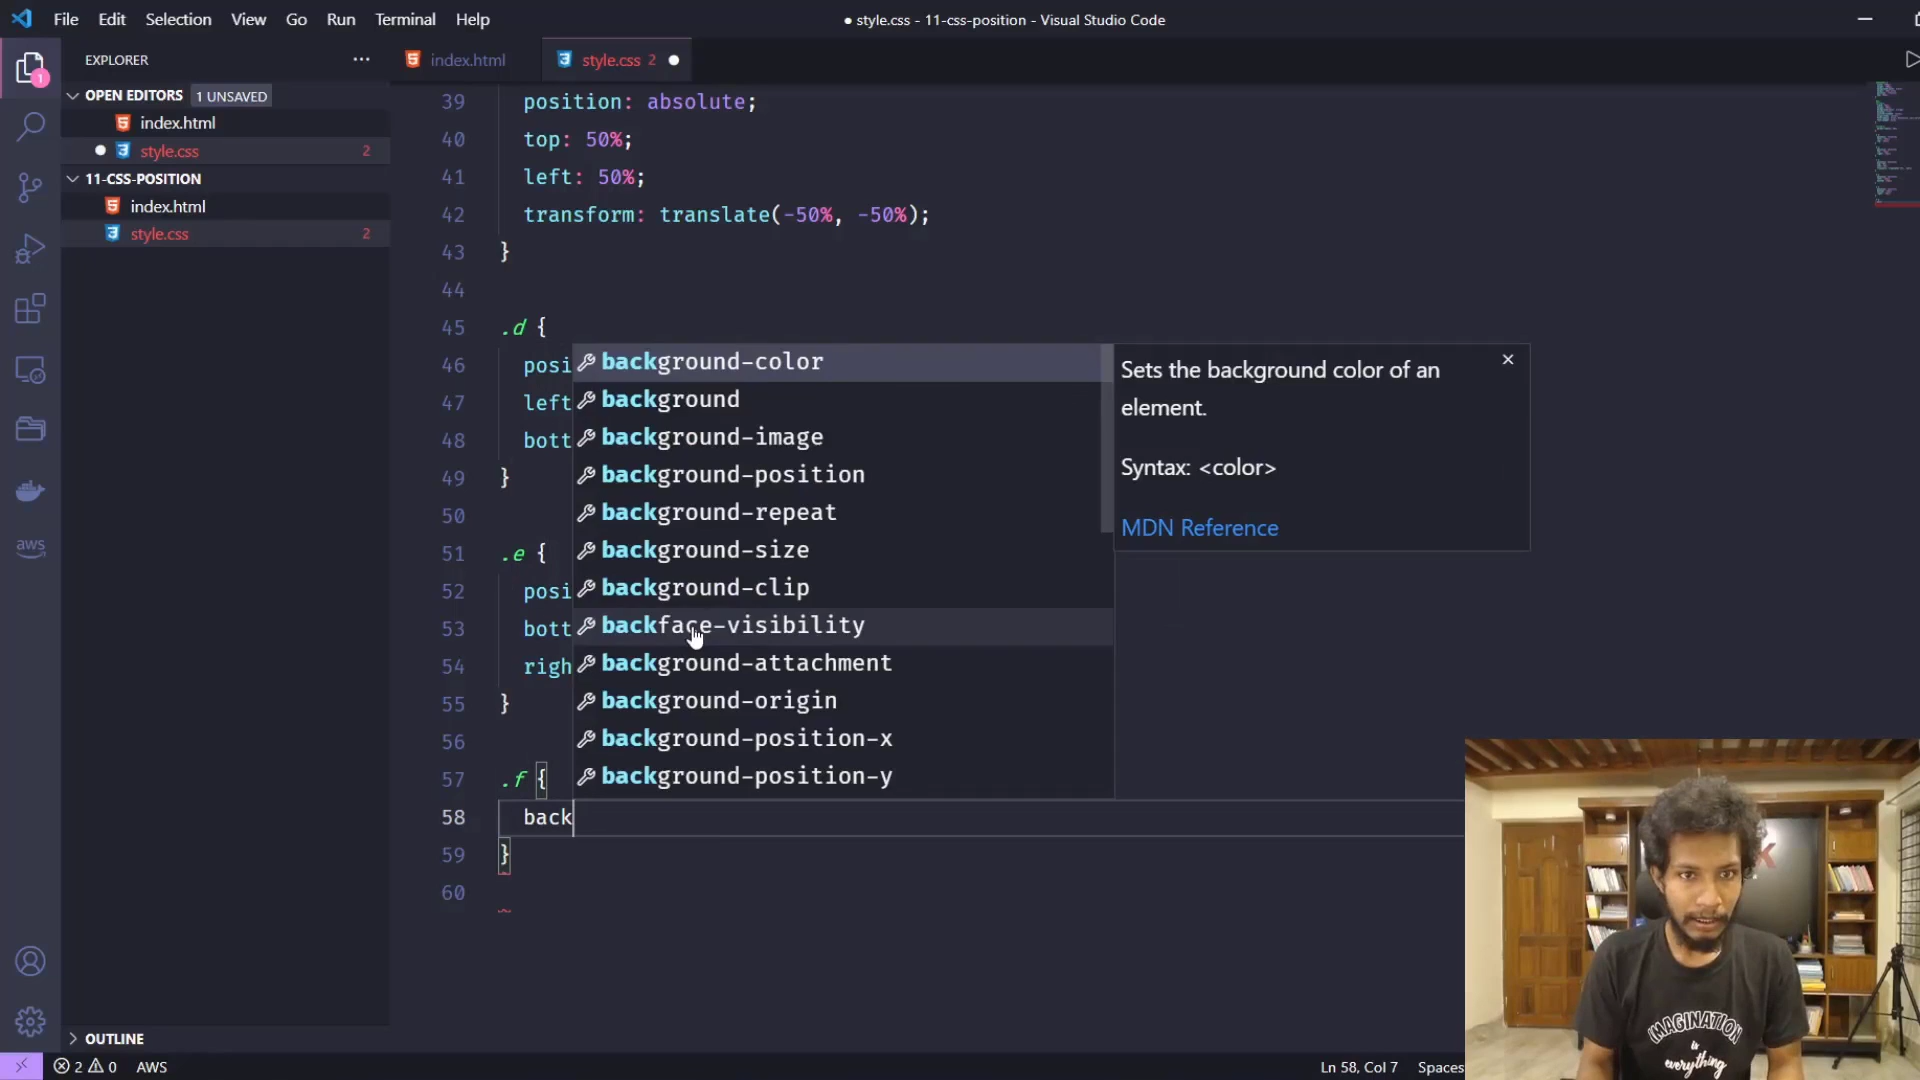 File Edit Selection View Go Run Terminal Help
● style.css - 11-css-position - Visual Studio Code
EXPLORER
OPEN EDITORS 1 UNSAVED
index.html
style.css 2
11-CSS-POSITION
index.html
style.css 2
OUTLINE
1
aws
index.html
style.css 2
39 position: absolute;
40 top: 50%;
41 left: 50%;
42 transform: translate(-50%, -50%);
43 }
44
45 .d {
46 posi
47 left
48 bott
49 }
50
51 .e {
52 posi
53 bott
54 righ
55 }
56
57 .f {
58 back
59 }
60
background-color
background
background-image
background-position
background-repeat
background-size
background-clip
backface-visibility
background-attachment
background-origin
background-position-x
background-position-y
Sets the background color of an
element.
Syntax: <color>
MDN Reference
IMAGINATION
is
everything
2 0 AWS
Ln 58, Col 7 Spaces